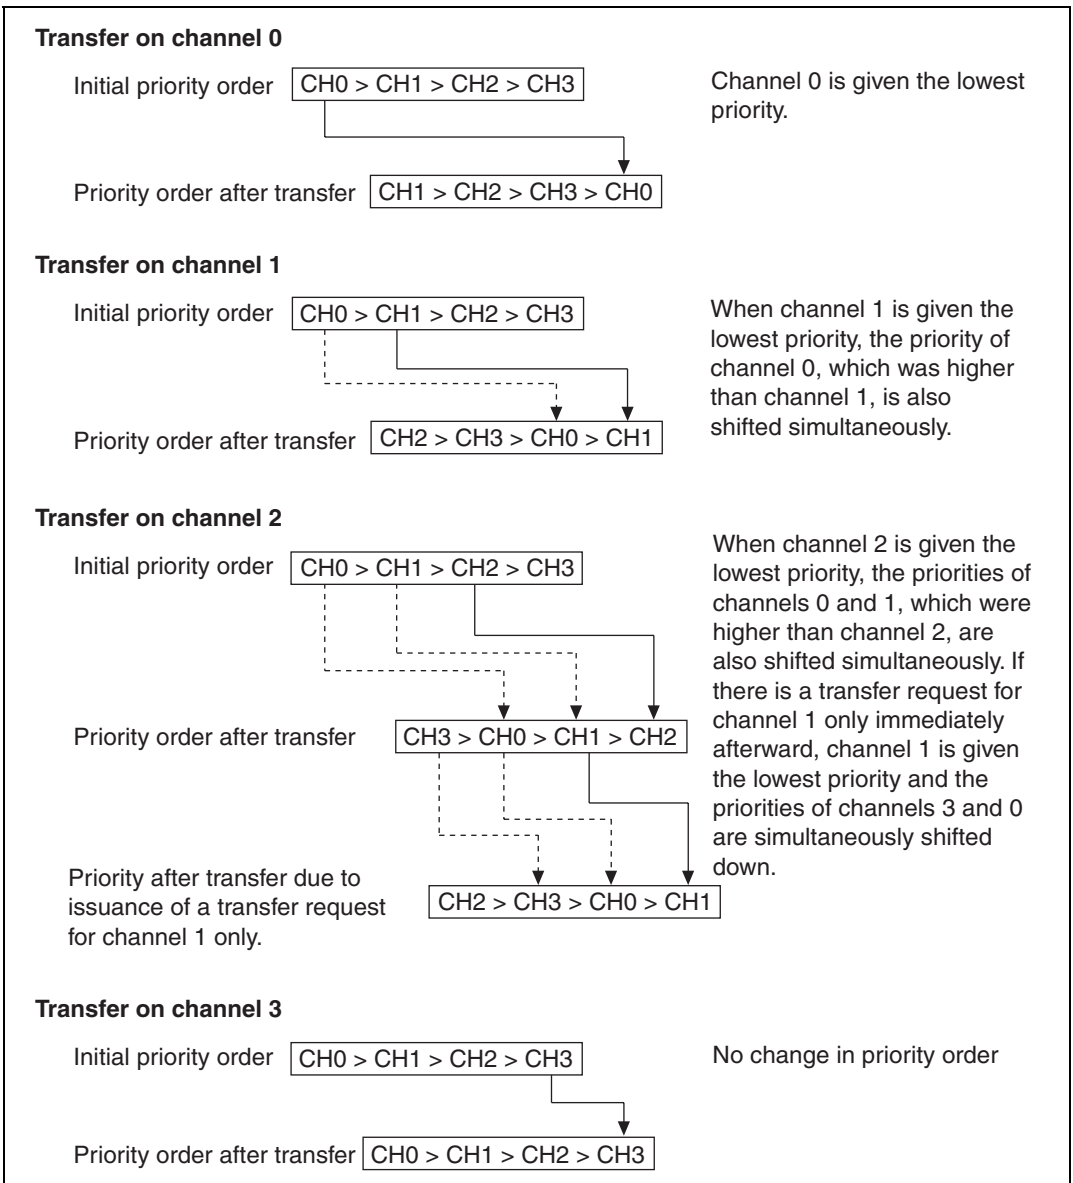 Transfer on channel 0
Initial priority order CH0 > CH1 > CH2 > CH3
Channel 0 is given the lowest
priority.
Priority order after transfer CH1 > CH2 > CH3 > CH0
Transfer on channel 1
Initial priority order CH0 > CH1 > CH2 > CH3
When channel 1 is given the
lowest priority, the priority of
channel 0, which was higher
than channel 1, is also
shifted simultaneously.
Priority order after transfer CH2 > CH3 > CH0 > CH1
Transfer on channel 2
Initial priority order CH0 > CH1 > CH2 > CH3
When channel 2 is given the
lowest priority, the priorities of
channels 0 and 1, which were
higher than channel 2, are
also shifted simultaneously. If
there is a transfer request for
channel 1 only immediately
afterward, channel 1 is given
the lowest priority and the
priorities of channels 3 and 0
are simultaneously shifted
down.
Priority order after transfer CH3 > CH0 > CH1 > CH2
Priority after transfer due to
issuance of a transfer request
for channel 1 only.
CH2 > CH3 > CH0 > CH1
Transfer on channel 3
Initial priority order CH0 > CH1 > CH2 > CH3
No change in priority order
Priority order after transfer CH0 > CH1 > CH2 > CH3